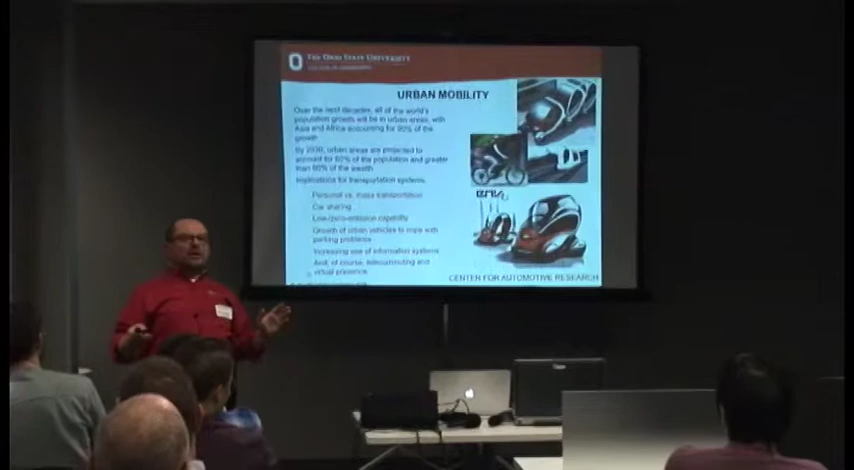 THE OHIO STATE UNIVERSITY
URBAN MOBILITY
Over the next decades, all of the world's
population growth will be in urban areas, with
Asia and Africa accounting for 90% of the
growth
By 2030, urban areas are projected to
account for 60% of the population and greater
than 80% of the wealth
Implications for transportation systems.
Personal vs. mass transportation
Car sharing
Low/zero-emission capability
Growth of urban vehicles to cope with
parking problems
Increasing use of information systems
And, of course, telecommuting and
virtual presence
CENTER FOR AUTOMOTIVE RESEARCH